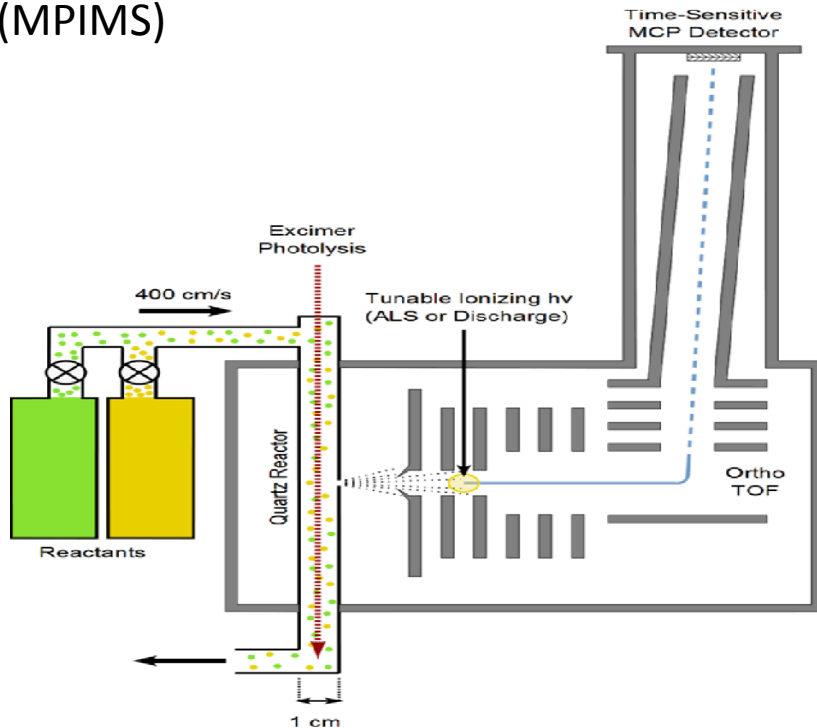 (MPIMS)
Time-Sensitive
MCP Detector
Excimer
Photolysis
400 cm/s
Tunable Ionizing hv
(ALS or Discharge)
Quartz Reactor
Ortho
TOF
Reactants
1 cm